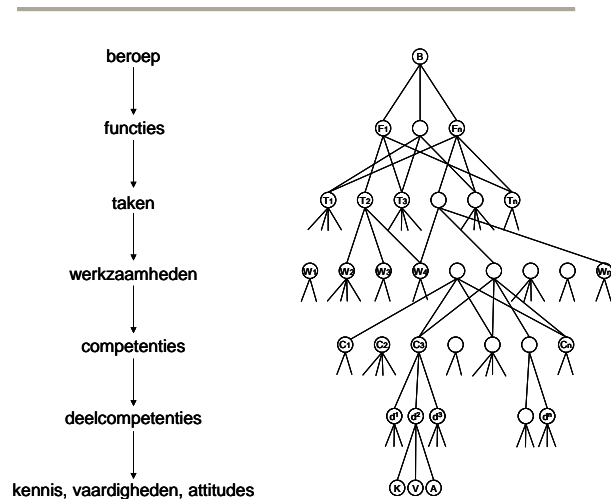 beroep
B
functies
F1 Fn
taken
T1 T2 T3 Tn
werkzaamheden
W1 W2 W3 W4 Wn
competenties
C1 C2 C3 Cn
deelcompetenties
d1 d2 d3 dn
kennis, vaardigheden, attitudes
K V A